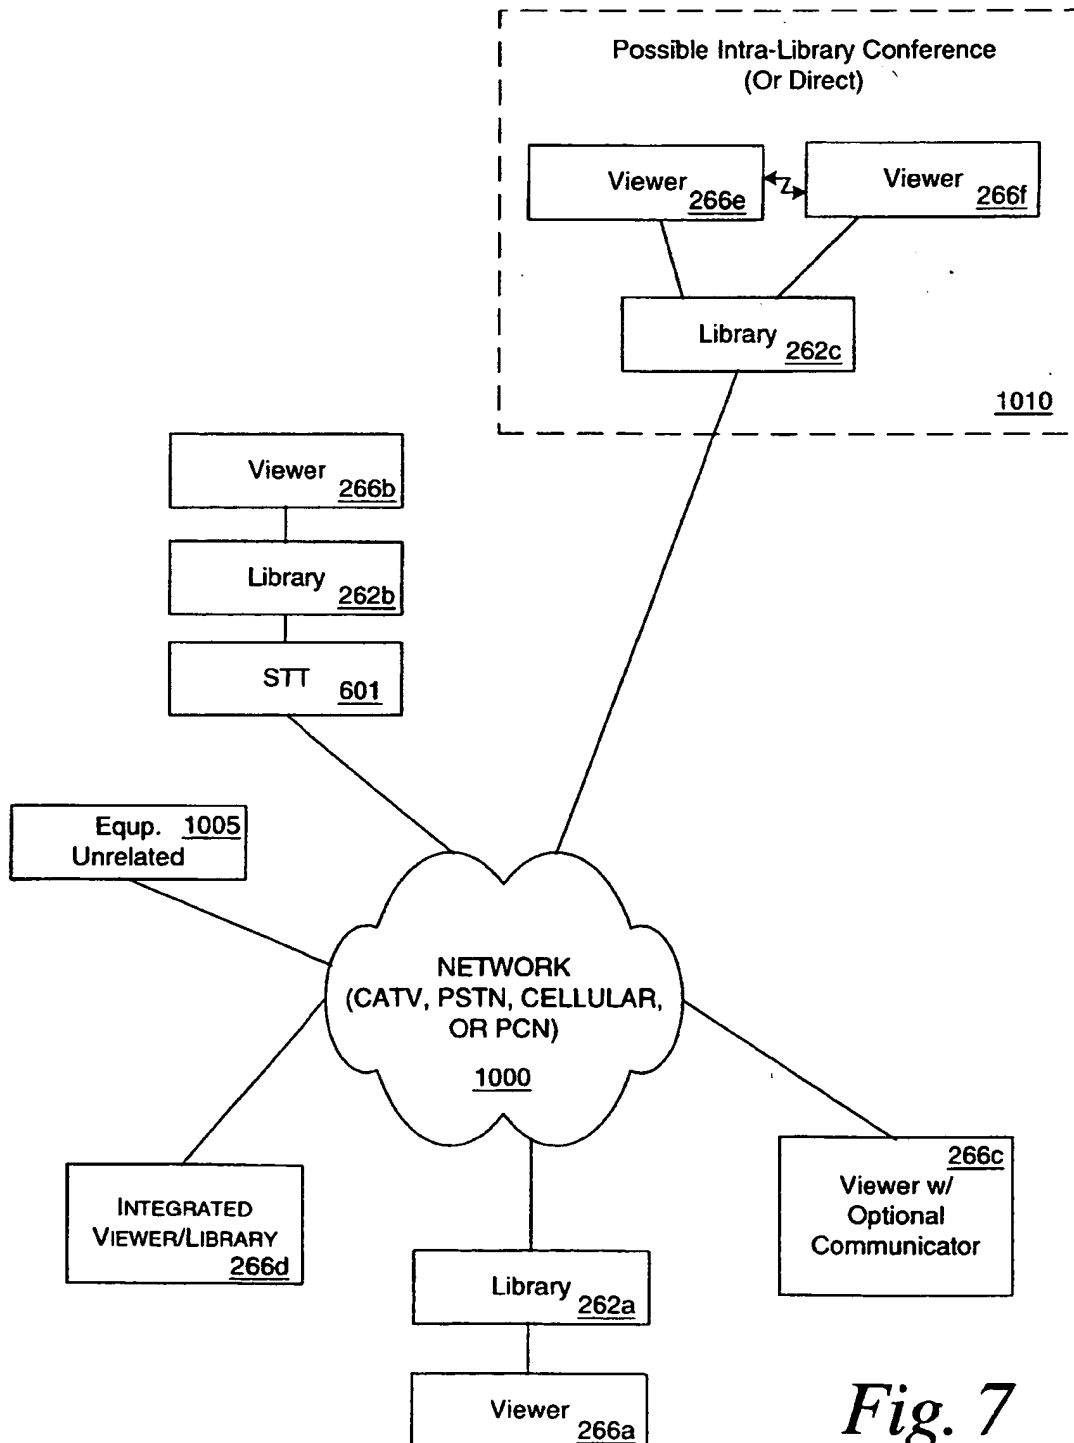 Possible Intra-Library Conference
(Or Direct)
Viewer
266e
Viewer
266f
Library
262c
1010
Viewer
266b
Library
262b
STT
601
Equp. 1005
Unrelated
NETWORK
(CATV, PSTN, CELLULAR,
OR PCN)
1000
266c
Viewer w/
Optional
Communicator
INTEGRATED
VIEWER/LIBRARY
266d
Library
262a
Viewer
266a
Fig. 7